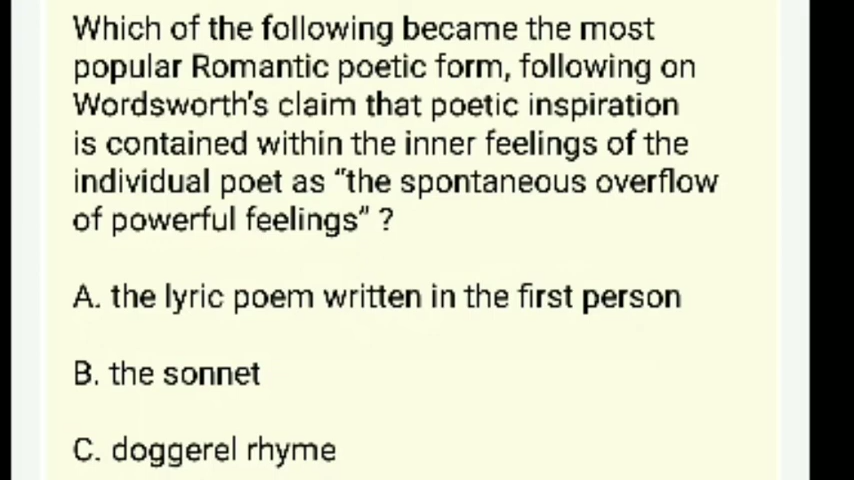 Which of the following became the most
popular Romantic poetic form, following on
Wordsworth's claim that poetic inspiration
is contained within the inner feelings of the
individual poet as “the spontaneous overflow
of powerful feelings” ?
A. the lyric poem written in the first person
B. the sonnet
C. doggerel rhyme